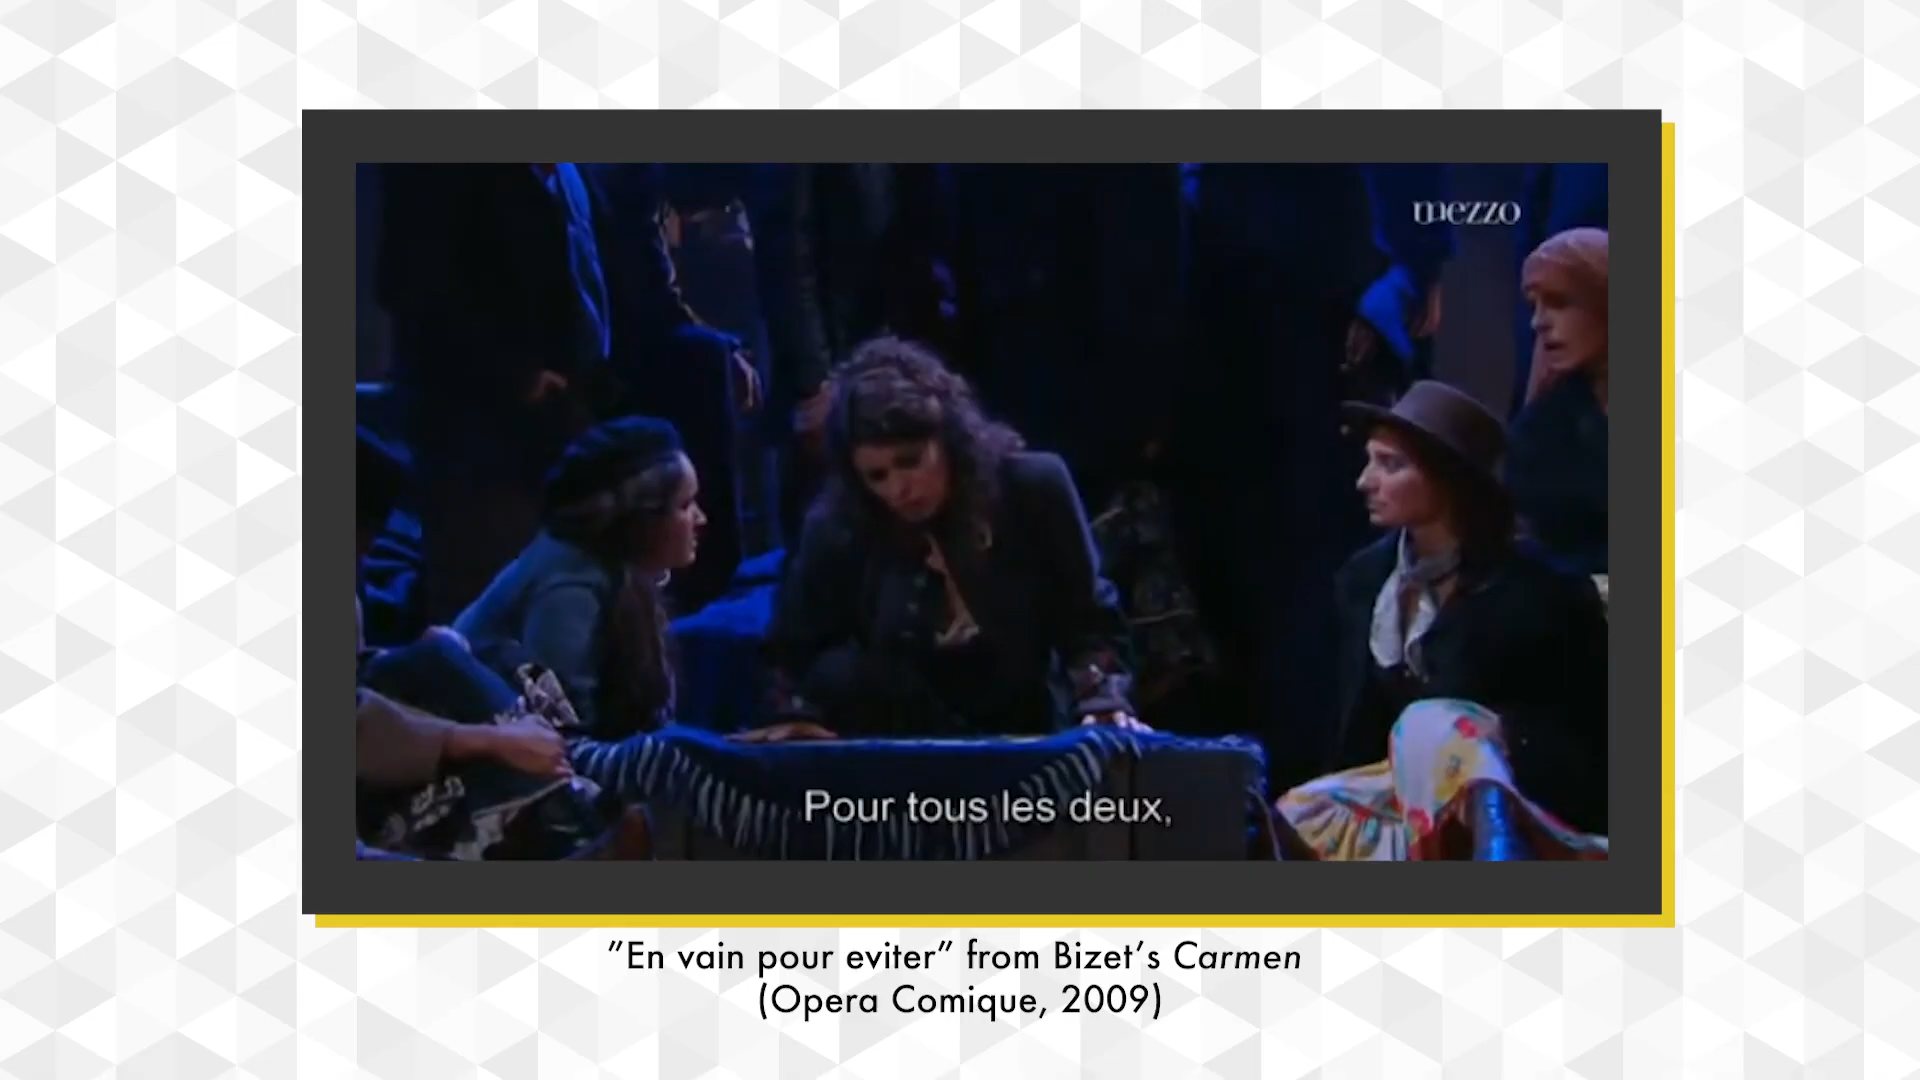 mezzo
Pour tous les deux,
”En vain pour eviter” from Bizet’s Carmen
(Opera Comique, 2009)